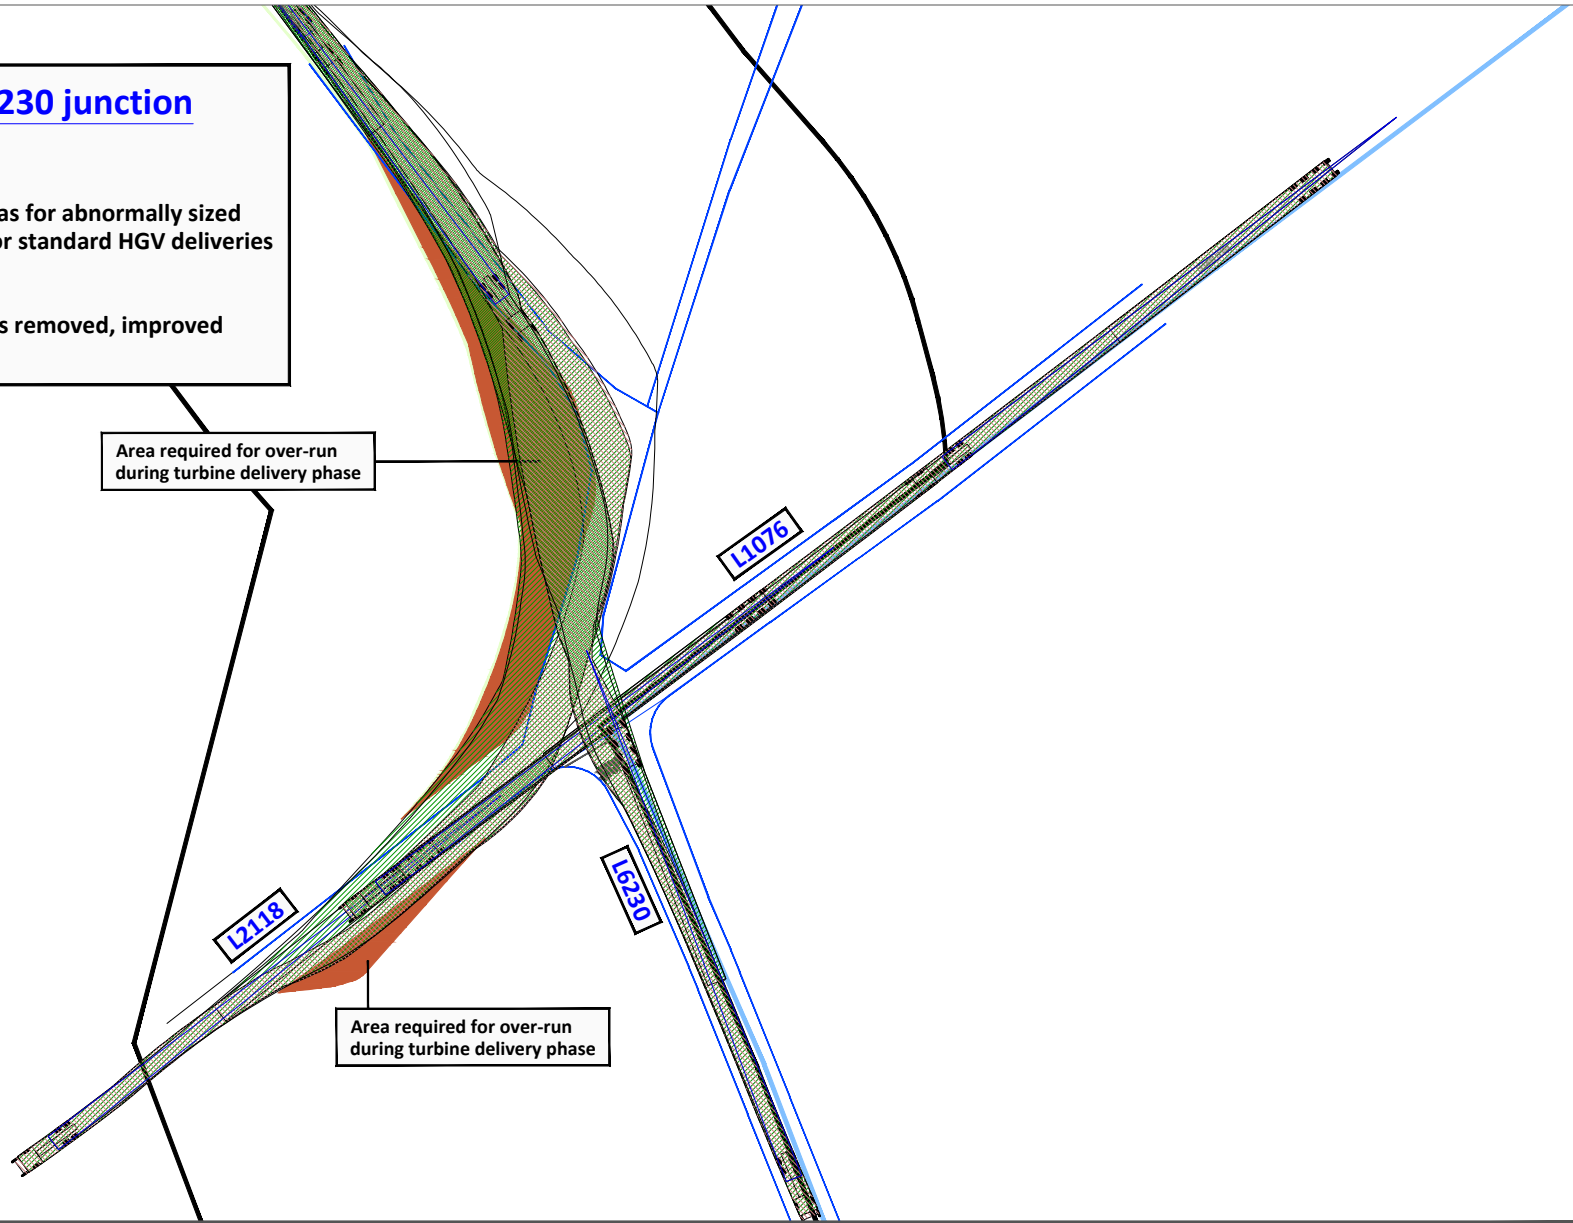 230 junction
as for abnormally sized
or standard HGV deliveries
s removed, improved
Area required for over-run
during turbine delivery phase
L1076
L6230
L2118
Area required for over-run
during turbine delivery phase